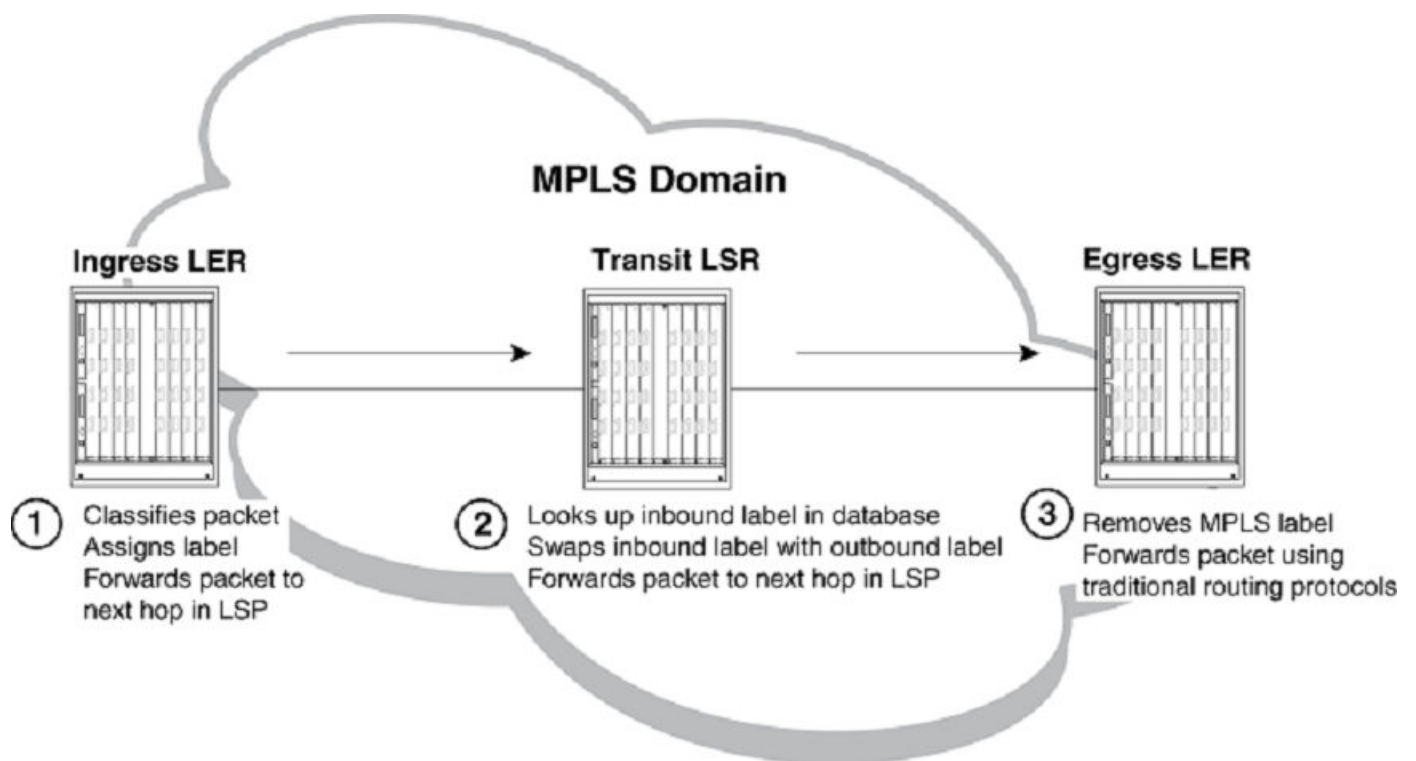 MPLS Domain
Ingress LER
Transit LSR
Egress LER
1
Classifies packet
Assigns label
Forwards packet to
next hop in LSP
2
Looks up inbound label in database
Swaps inbound label with outbound label
Forwards packet to next hop in LSP
3
Removes MPLS label
Forwards packet using
traditional routing protocols